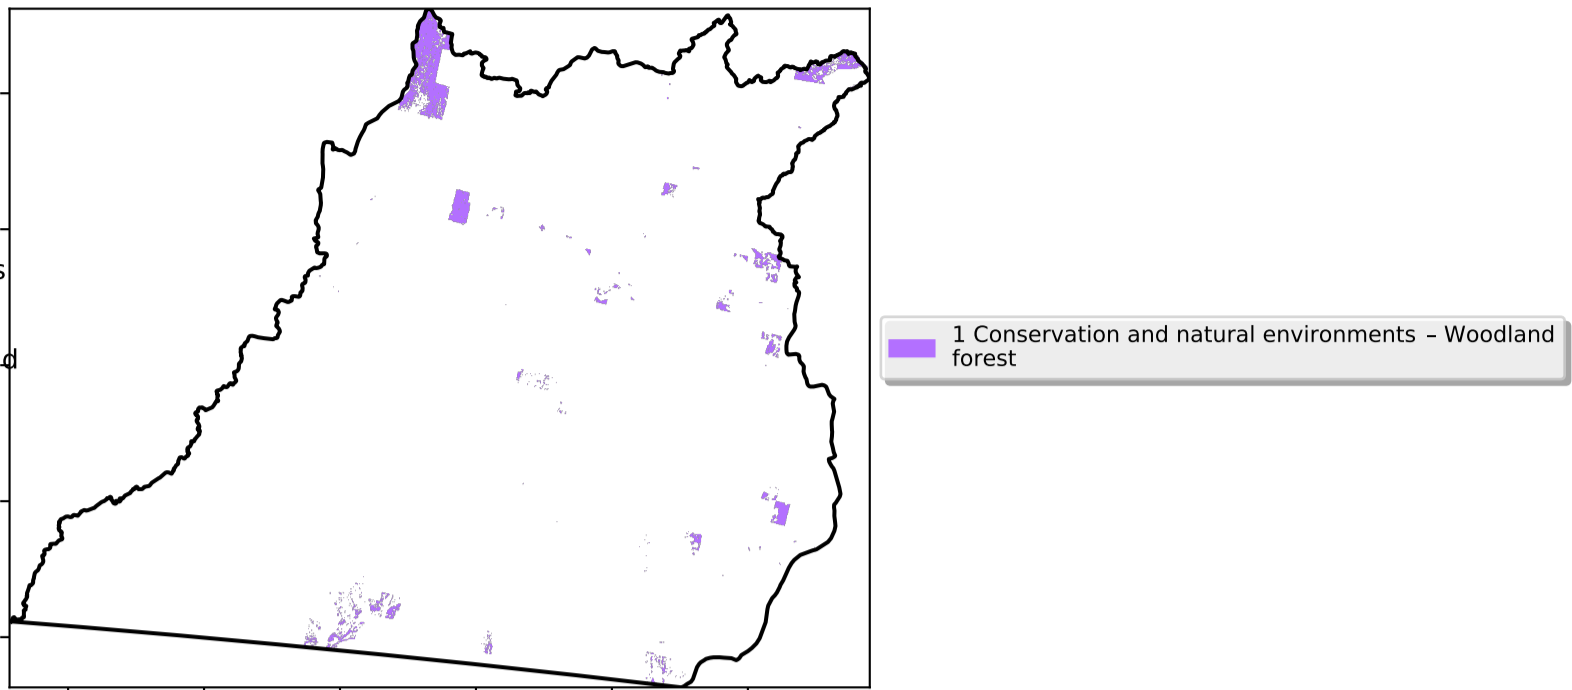 s
d
1 Conservation and natural environments – Woodland
forest